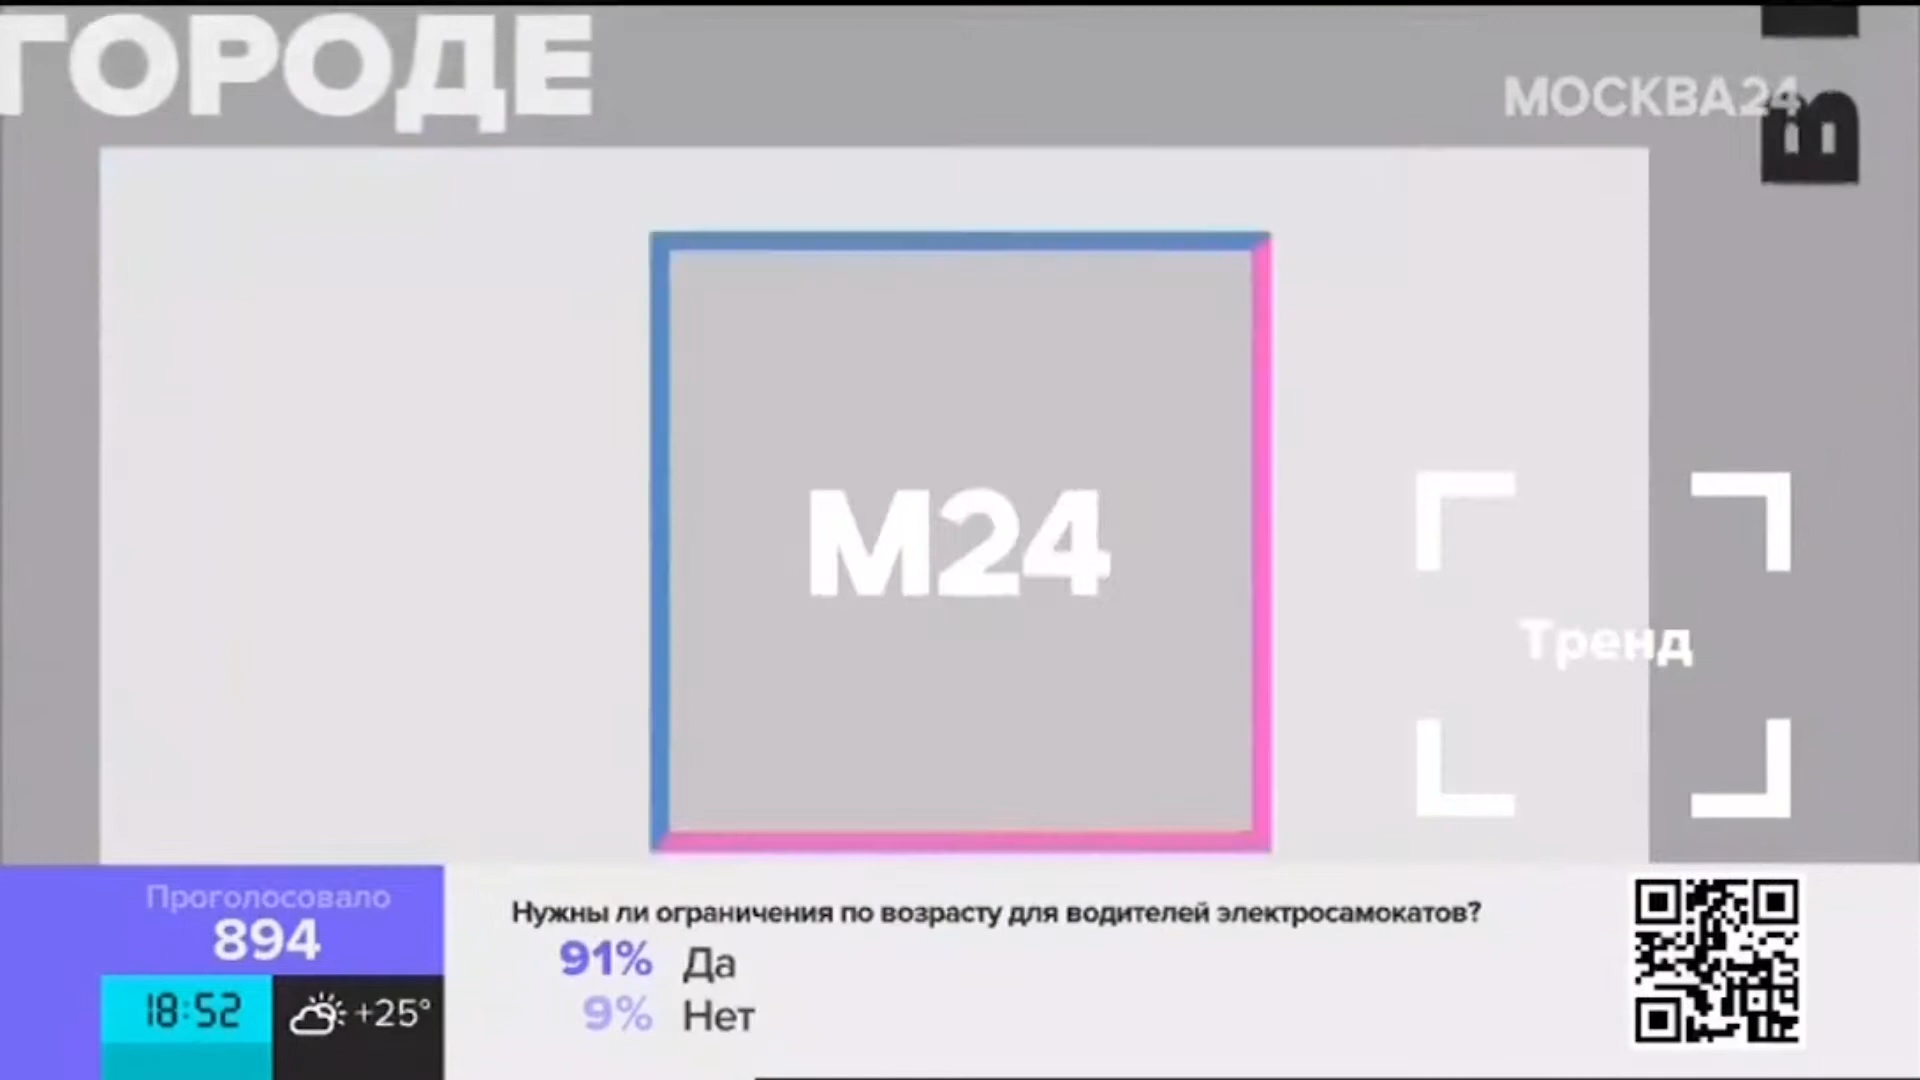 ГОРОДЕ
МОСКВА24
М24
Тренд
Проголосовало
894
18:52
+25°
Нужны ли ограничения по возрасту для водителей электросамокатов?
91% Да
9% Нет